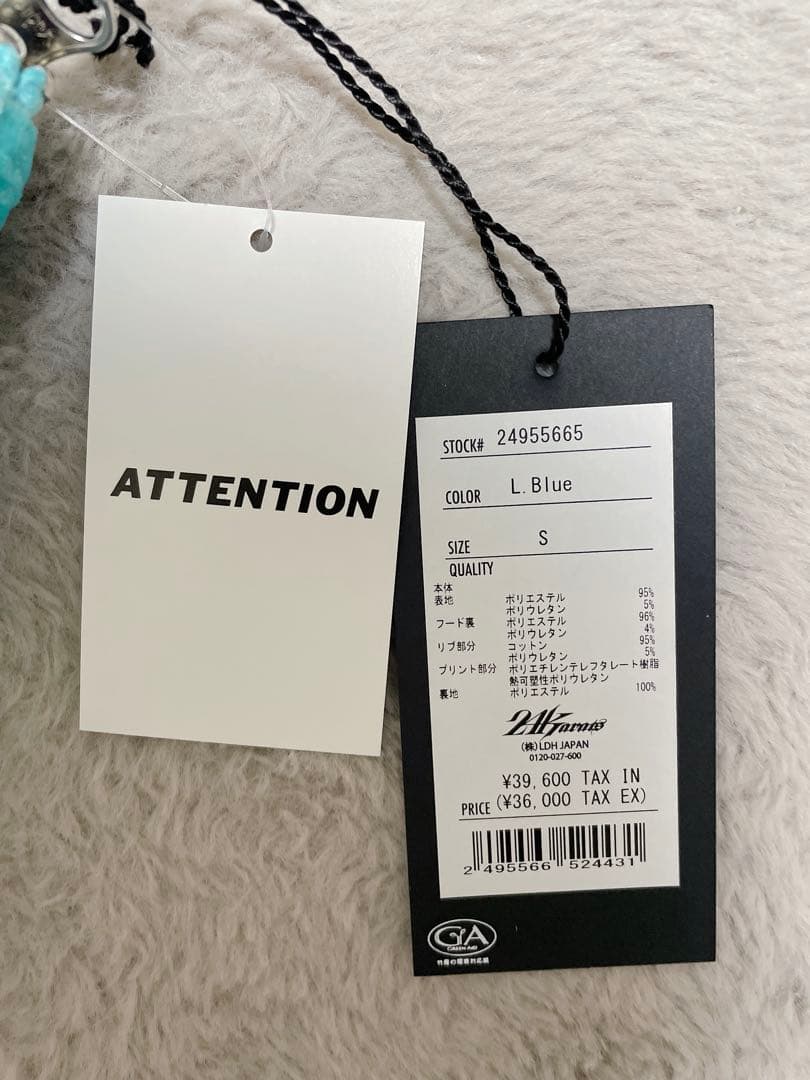 ATTENTION
STOCK# 24955665
COLOR L.Blue
SIZE S
QUALITY
本体
表地 ポリエステル 95%
ポリウレタン 5%
フード裏 ポリエステル 96%
ポリウレタン 4%
リブ部分 コットン 95%
ポリウレタン 5%
プリント部分 ポリエチレンテレフタレート樹脂
熱可塑性ポリウレタン
裏地 ポリエステル 100%
24Karats
(株)LDH JAPAN
0120-027-600
¥39,600 TAX IN
PRICE (¥36,000 TAX EX)
2 495566 524431
GA
GREEN AID